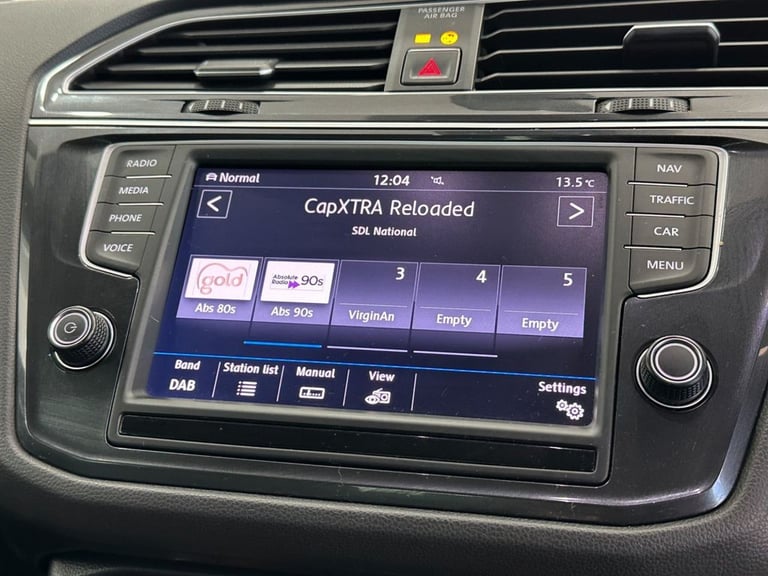 PASSENGER
AIR BAG
RADIO
MEDIA
PHONE
VOICE
NAV
TRAFFIC
CAR
MENU
Normal 12:04 13.5 °C
< CapXTRA Reloaded >
SDL National
gold Absolute Radio 90s 3 4 5
Abs 80s Abs 90s VirginAn Empty Empty
Band Station list Manual View Settings
DAB